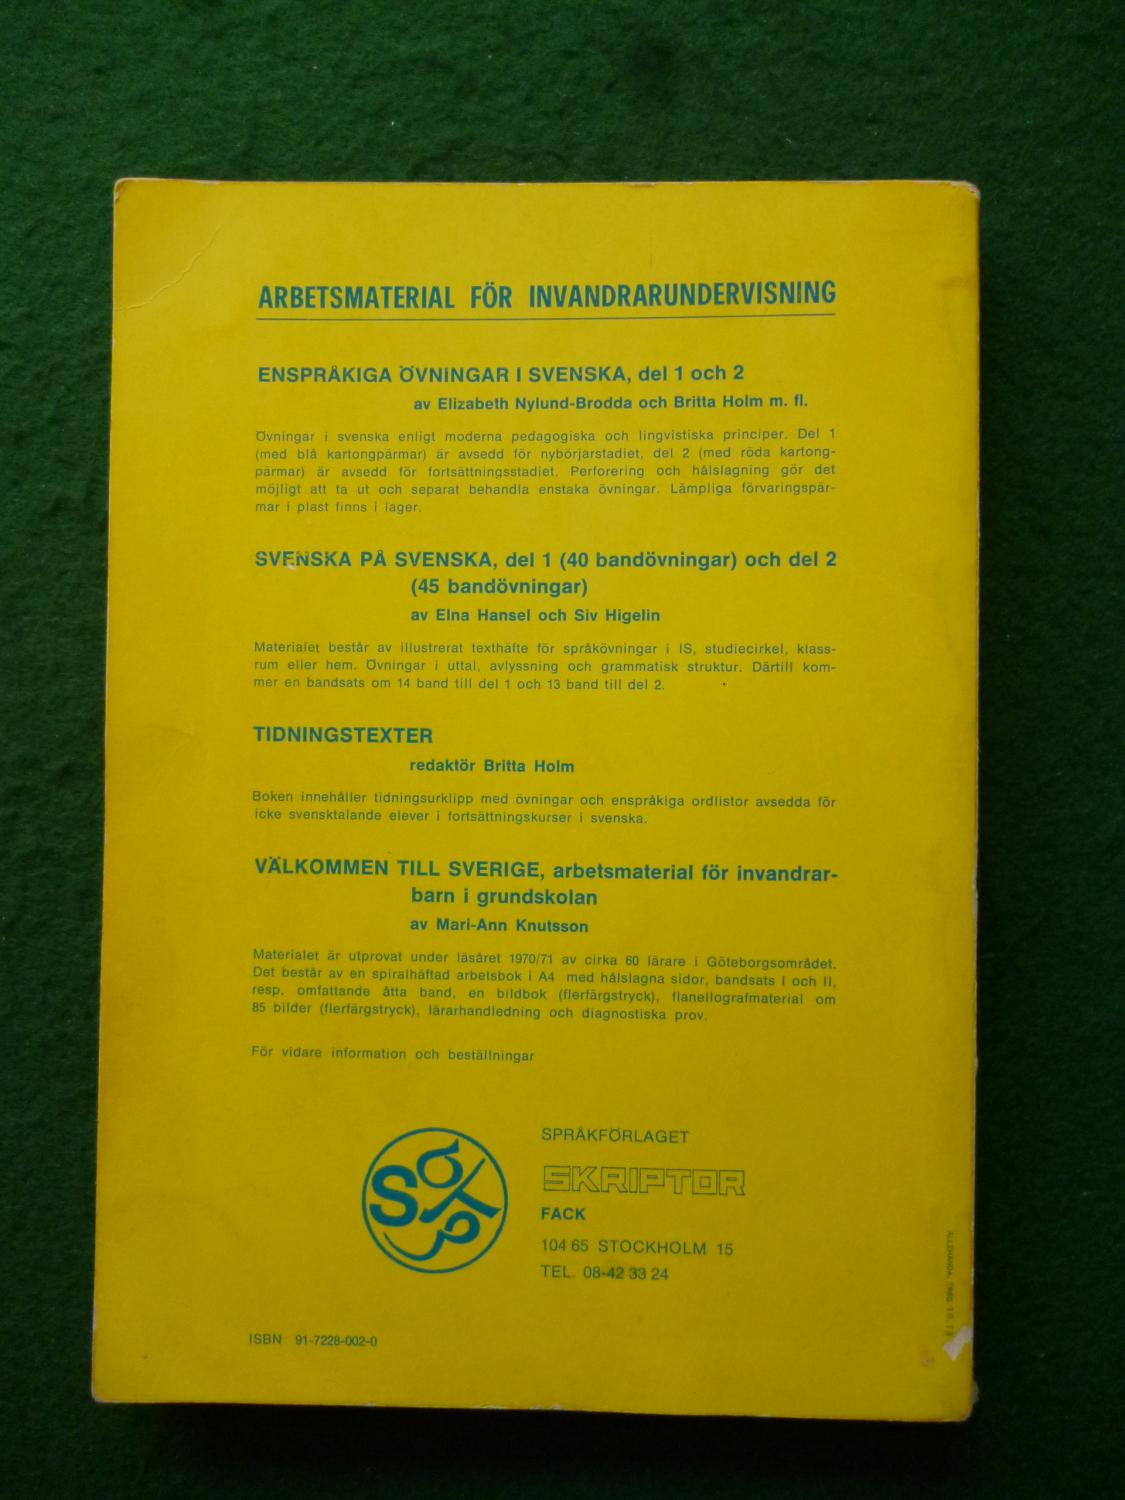 ARBETSMATERIAL FÖR INVANDRARUNDERVISNING
ENSPRÅKIGA ÖVNINGAR I SVENSKA, del 1 och 2
av Elizabeth Nylund-Brodda och Britta Holm m. fl.
Övningar i svenska enligt moderna pedagogiska och lingvistiska principer. Del 1
(med blå kartongpärmar) är avsedd för nybörjarstadiet, del 2 (med röda kartong-
pärmar) är avsedd för fortsättningsstadiet. Perforering och hålslagning gör det
möjligt att ta ut och separat behandla enstaka övningar. Lämpliga förvaringspär-
mar i plast finns i lager.
SVENSKA PÅ SVENSKA, del 1 (40 bandövningar) och del 2
(45 bandövningar)
av Elna Hansel och Siv Higelin
Materialet består av illustrerat texthäfte för språkövningar i IS, studiecirkel, klass-
rum eller hem. Övningar i uttal, avlyssning och grammatisk struktur. Därtill kom-
mer en bandsats om 14 band till del 1 och 13 band till del 2.
TIDNINGSTEXTER
redaktör Britta Holm
Boken innehåller tidningsurklipp med övningar och enspråkiga ordlistor avsedda för
icke svensktalande elever i fortsättningskurser i svenska.
VÄLKOMMEN TILL SVERIGE, arbetsmaterial för invandrar-
barn i grundskolan
av Mari-Ann Knutsson
Materialet är utprovat under läsåret 1970/71 av cirka 60 lärare i Göteborgsområdet.
Det består av en spiralhäftad arbetsbok i A4 med hålslagna sidor, bandsats I och II,
resp. omfattande åtta band, en bildbok (flerfärgstryck), flanellografmaterial om
85 bilder (flerfärgstryck), lärarhandledning och diagnostiska prov.
För vidare information och beställningar
SPRÅKFÖRLAGET
SKRIPTOR
FACK
104 65 STOCKHOLM 15
TEL. 08-42 33 24
ISBN 91-7228-002-0